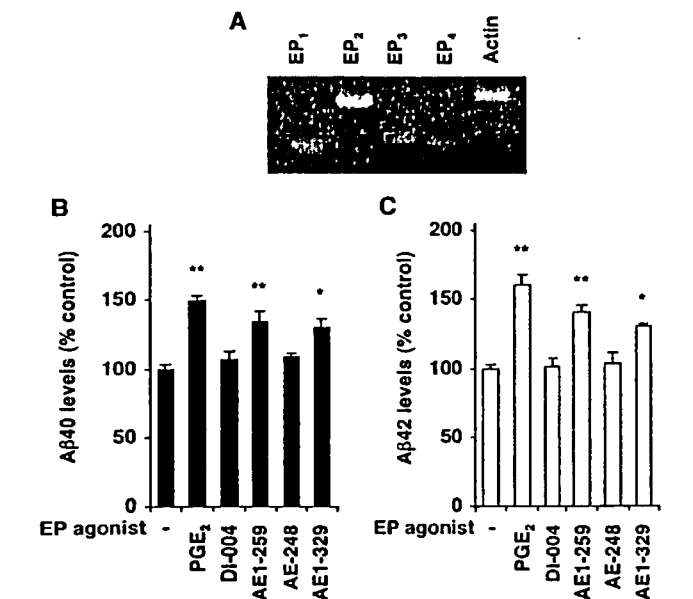 A
EP₁ EP₂ EP₃ EP₄ Actin
B
200
150
100
50
0
Aβ40 levels (% control)
** ** *
EP agonist - PGE₂ DI-004 AE1-259 AE-248 AE1-329
C
200
150
100
50
0
Aβ42 levels (% control)
** ** *
EP agonist - PGE₂ DI-004 AE1-259 AE-248 AE1-329